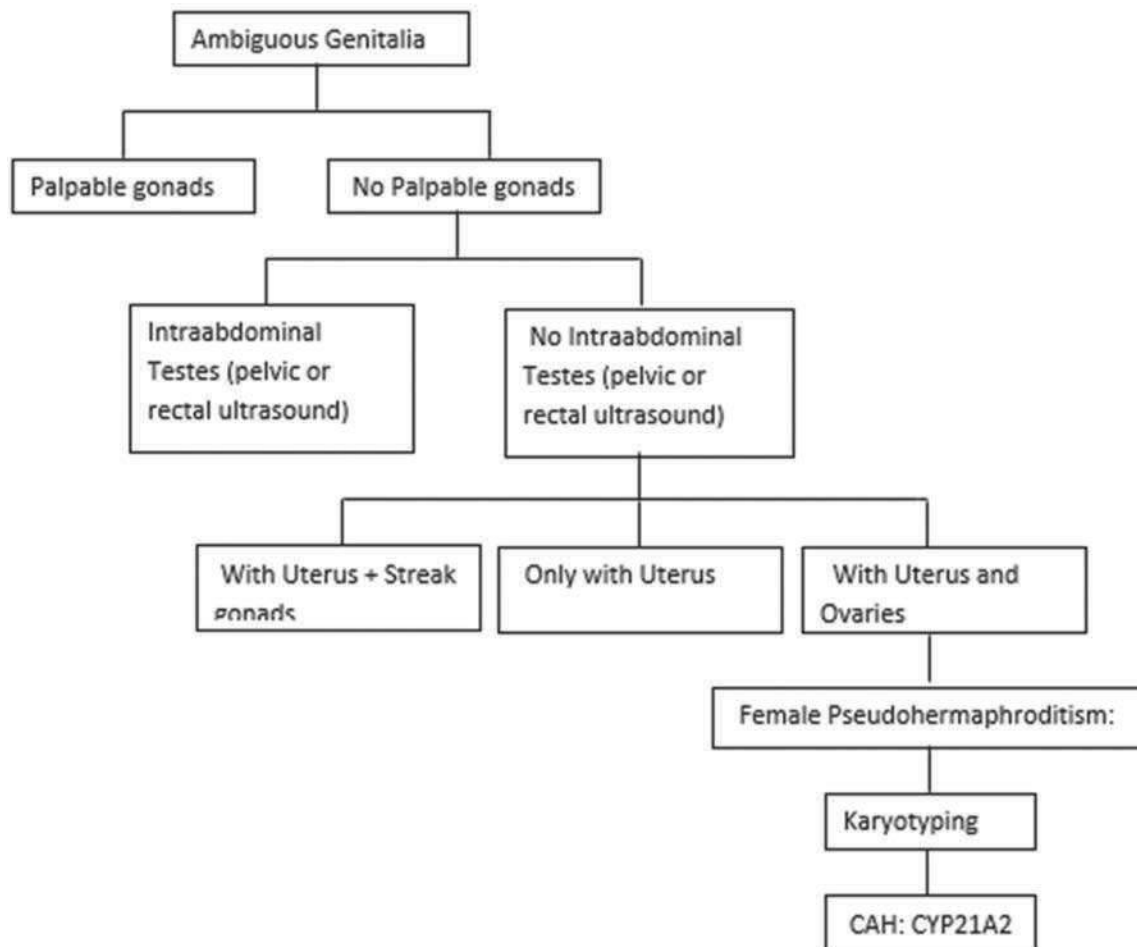 Ambiguous Genitalia
Palpable gonads
No Palpable gonads
Intraabdominal
Testes (pelvic or
rectal ultrasound)
No Intraabdominal
Testes (pelvic or
rectal ultrasound)
With Uterus + Streak
gonads
Only with Uterus
With Uterus and
Ovaries
Female Pseudohermaphroditism:
Karyotyping
CAH: CYP21A2